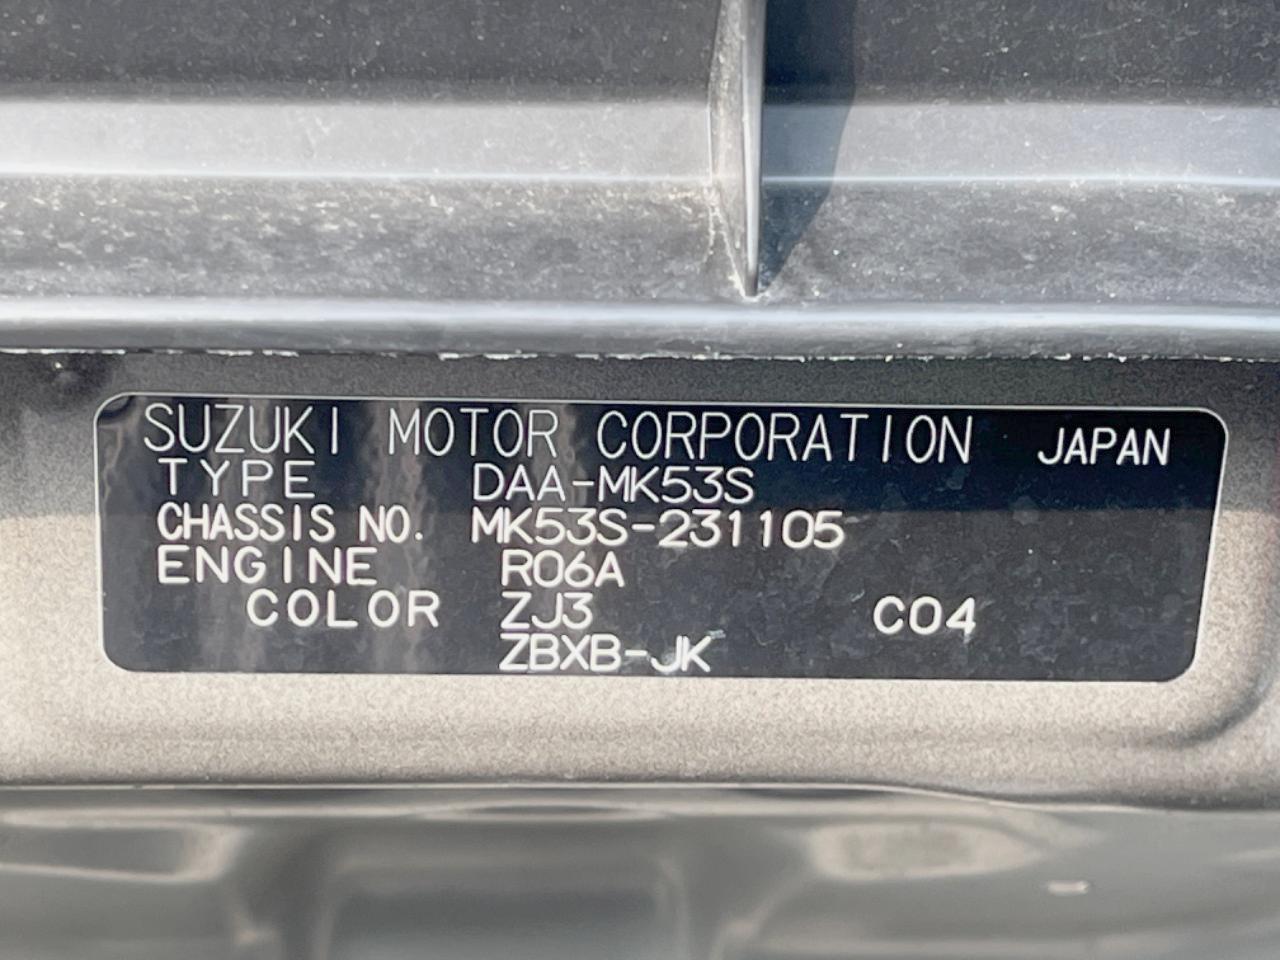 SUZUKI MOTOR CORPORATION JAPAN
TYPE DAA-MK53S
CHASSIS NO. MK53S-231105
ENGINE R06A
COLOR ZJ3 C04
ZBXB-JK